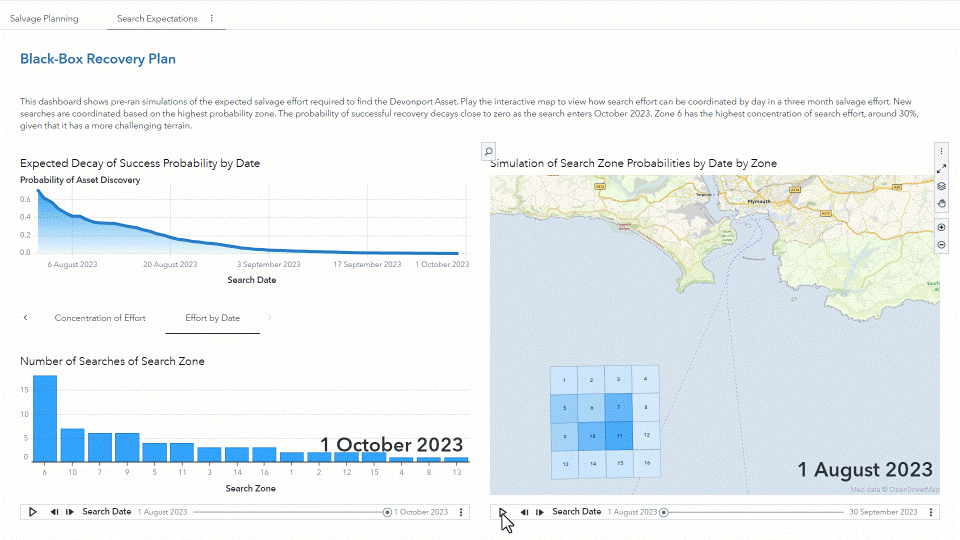 Salvage Planning
Search Expectations
Black-Box Recovery Plan
This dashboard shows pre-ran simulations of the expected salvage effort required to find the Devonport Asset. Play the interactive map to view how search effort can be coordinated by day in a three month salvage effort. New
searches are coordinated based on the highest probability zone. The probability of successful recovery decays close to zero as the search enters October 2023. Zone 6 has the highest concentration of search effort, around 30%,
given that it has a more challenging terrain.
Expected Decay of Success Probability by Date
Probability of Asset Discovery
0.6
0.4
0.2
0.0
6 August 2023 20 August 2023 3 September 2023 17 September 2023 1 October 2023
Search Date
Concentration of Effort
Effort by Date
Number of Searches of Search Zone
15
10
5
0
1 October 2023
6 10 7 9 5 11 3 14 16 1 2 12 15 4 8 13
Search Zone
Search Date 1 August 2023 1 October 2023
Simulation of Search Zone Probabilities by Date by Zone
Plymouth
1 2 3 4
5 6 7 8
9 10 11 12
13 14 15 16
1 August 2023
Map data © OpenStreetMap
Search Date 1 August 2023 30 September 2023